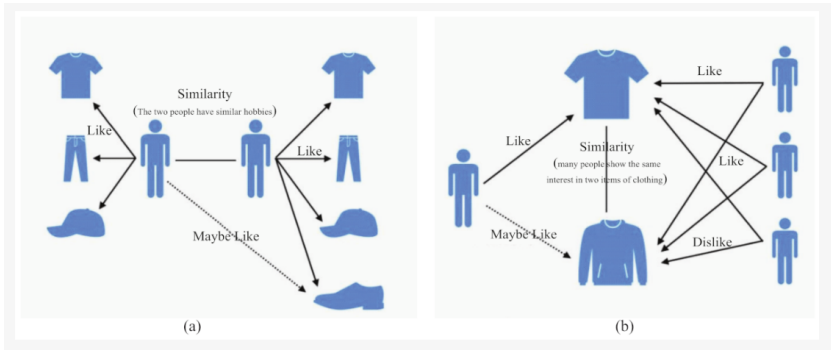 Similarity
(The two people have similar hobbies)
Like
Like
Maybe Like
(a)
Like
Like
Similarity
(many people show the same
interest in two items of clothing)
Like
Maybe Like
Dislike
(b)